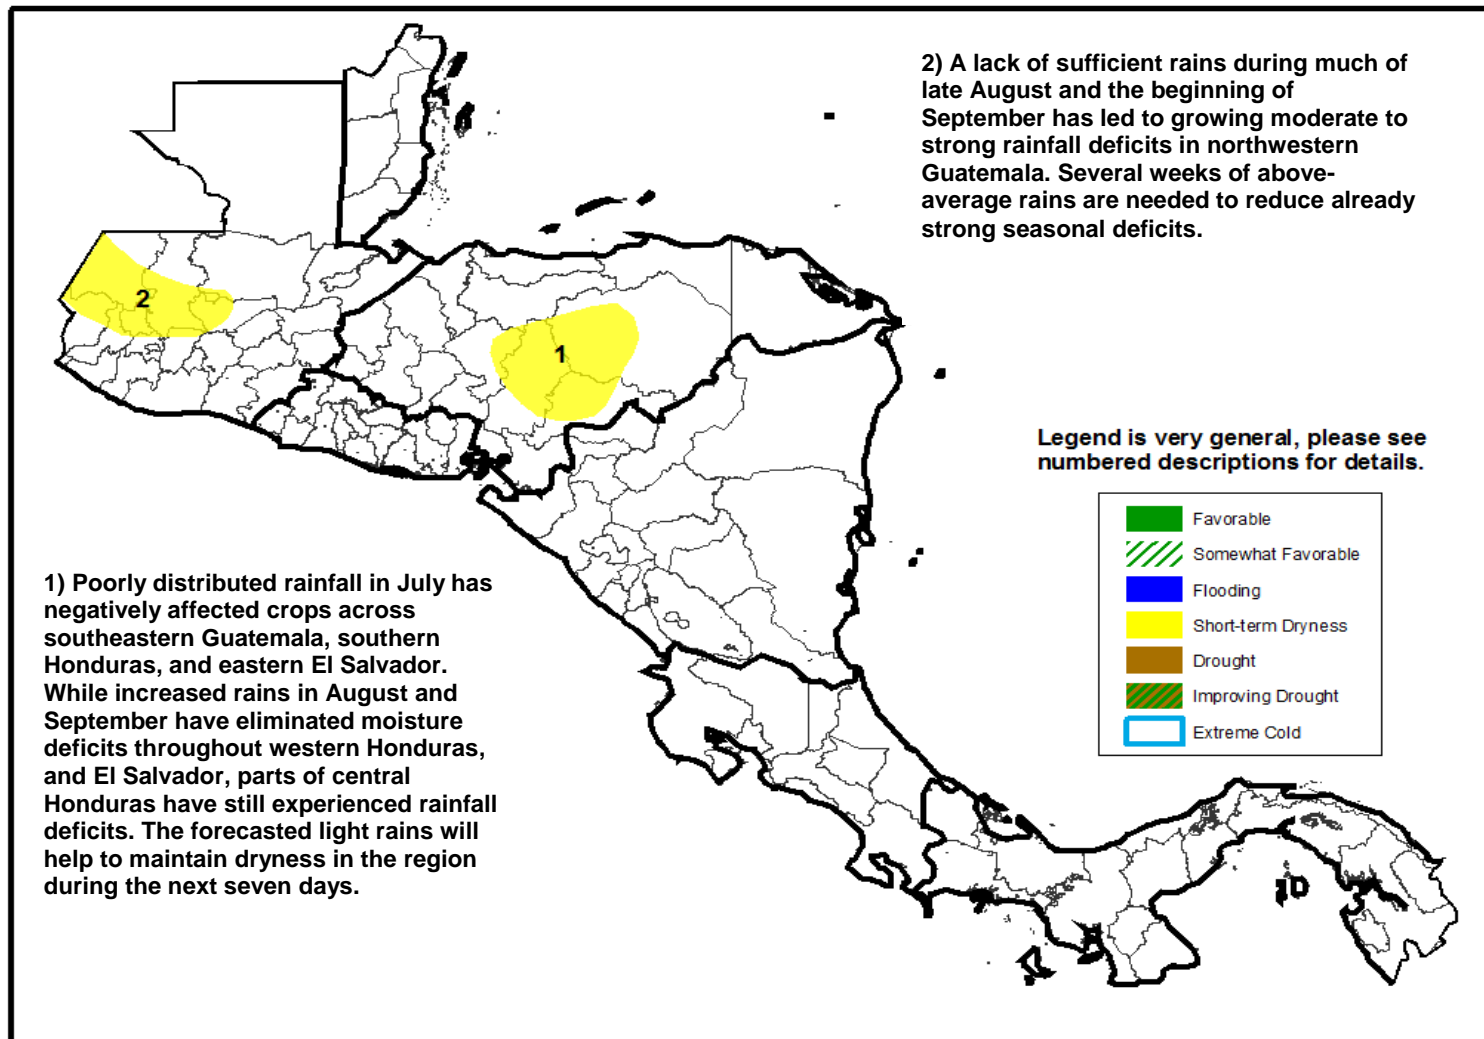 2) A lack of sufficient rains during much of
late August and the beginning of
September has led to growing moderate to
strong rainfall deficits in northwestern
Guatemala. Several weeks of above-
average rains are needed to reduce already
strong seasonal deficits.
2
1
Legend is very general, please see
numbered descriptions for details.
Favorable
Somewhat Favorable
Flooding
Short-term Dryness
Drought
Improving Drought
Extreme Cold
1) Poorly distributed rainfall in July has
negatively affected crops across
southeastern Guatemala, southern
Honduras, and eastern El Salvador.
While increased rains in August and
September have eliminated moisture
deficits throughout western Honduras,
and El Salvador, parts of central
Honduras have still experienced rainfall
deficits. The forecasted light rains will
help to maintain dryness in the region
during the next seven days.